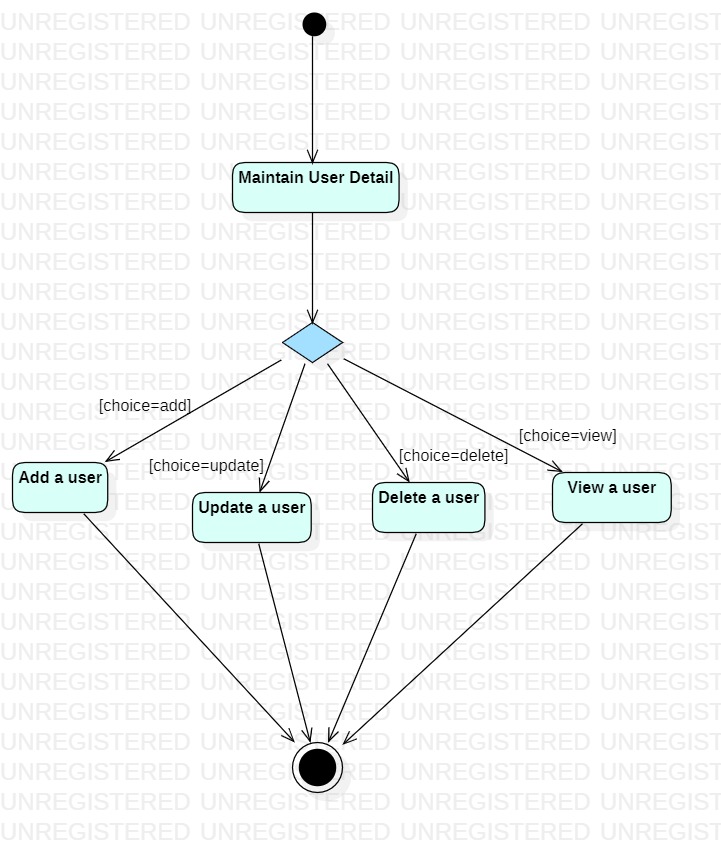 Maintain User Detail
[choice=add]
[choice=view]
[choice=delete]
[choice=update]
Add a user
View a user
Delete a user
Update a user
UNREGISTERED UNREGISTERED UNREGISTERED UNREGIST